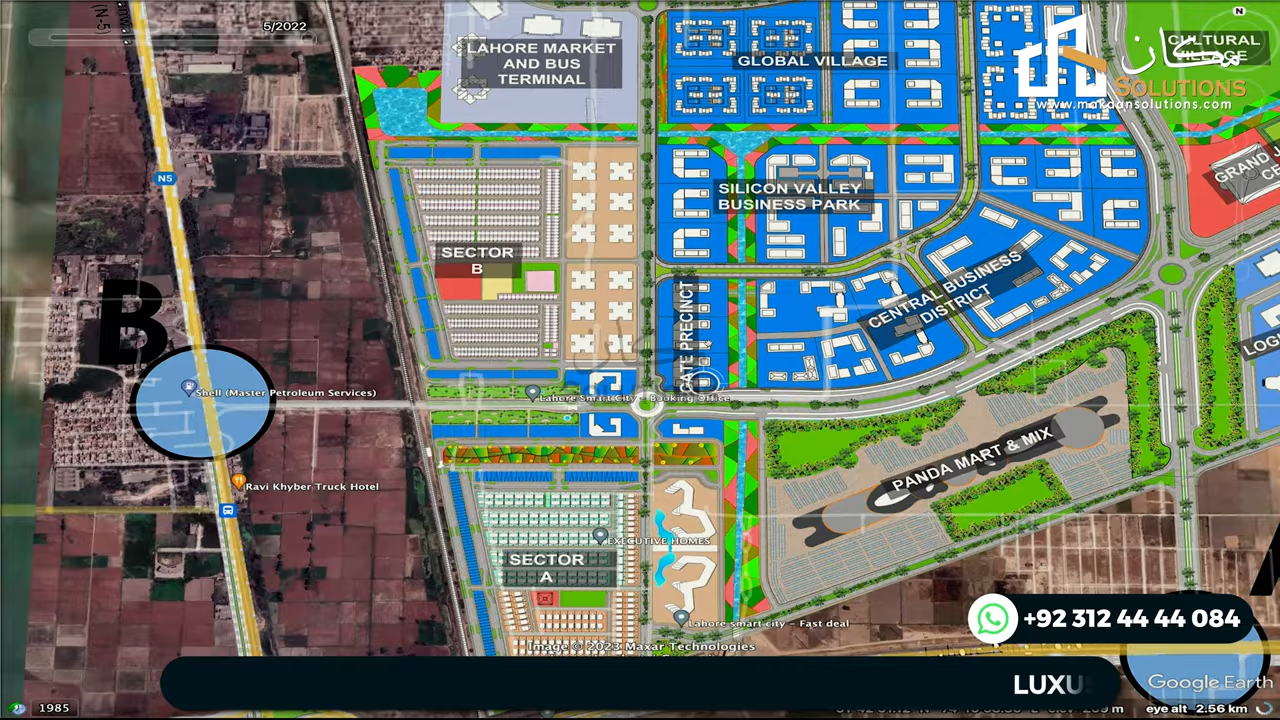 (N-5)
5/2022
N
LAHORE MARKET
AND BUS
TERMINAL
GLOBAL VILLAGE
CULTURAL
VILLAGE
مکان
SOLUTIONS
www.makaansolutions.com
N5
SILICON VALLEY
BUSINESS PARK
SECTOR
B
CENTRAL BUSINESS
DISTRICT
GATE PRECINCT
B
Shell (Master Petroleum Services)
Lahore Smart City - Booking Office
PANDA MART & MIX
Ravi Khyber Truck Hotel
EXECUTIVE HOMES
SECTOR
A
Lahore smart city - Fast deal
+92 312 44 44 084
Image © 2023 Maxar Technologies
LUXU
Google Earth
1985
eye alt 2.56 km